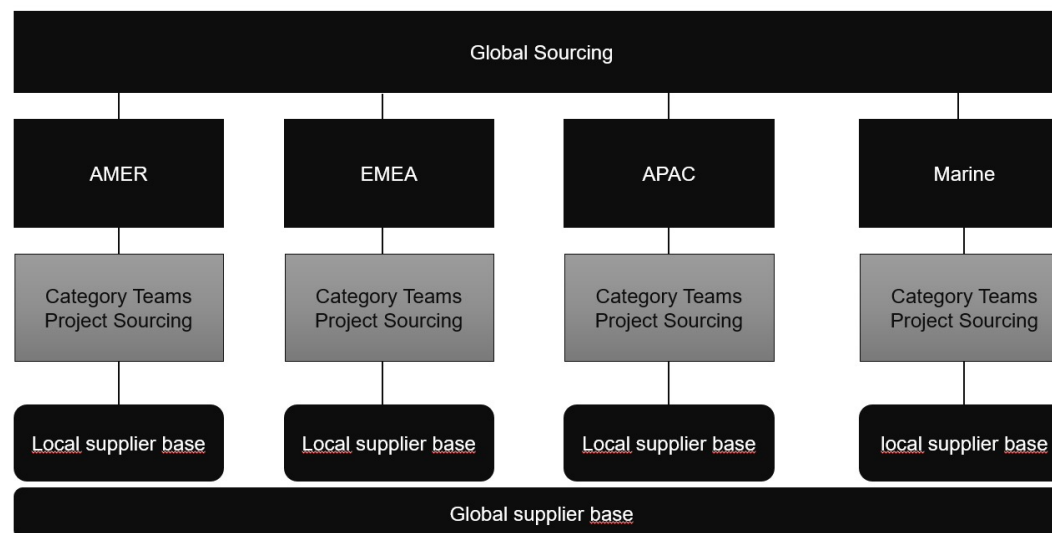 Global Sourcing
AMER
EMEA
APAC
Marine
Category Teams
Project Sourcing
Category Teams
Project Sourcing
Category Teams
Project Sourcing
Category Teams
Project Sourcing
Local supplier base
Local supplier base
Local supplier base
local supplier base
Global supplier base